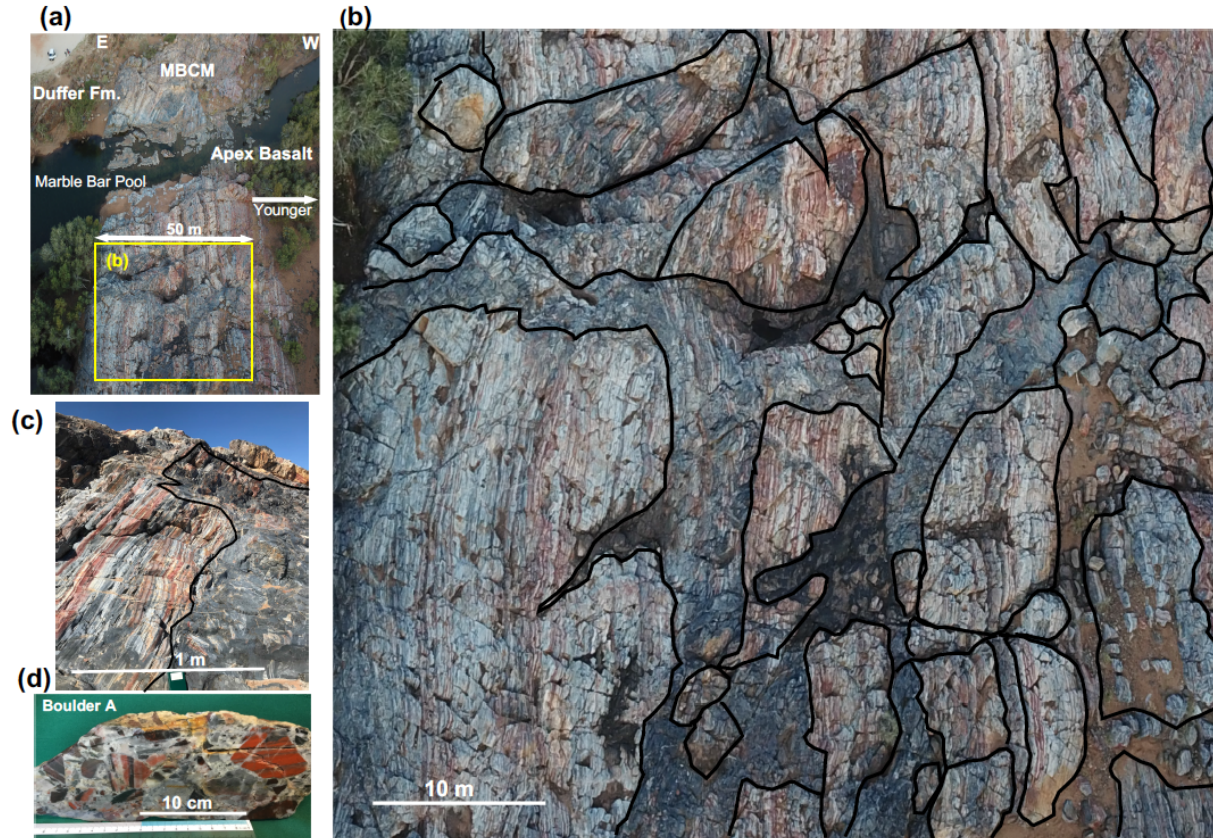 (a)
E
W
MBCM
Duffer Fm.
Apex Basalt
Marble Bar Pool
Younger
50 m
(b)
(b)
10 m
(c)
1 m
(d)
Boulder A
10 cm